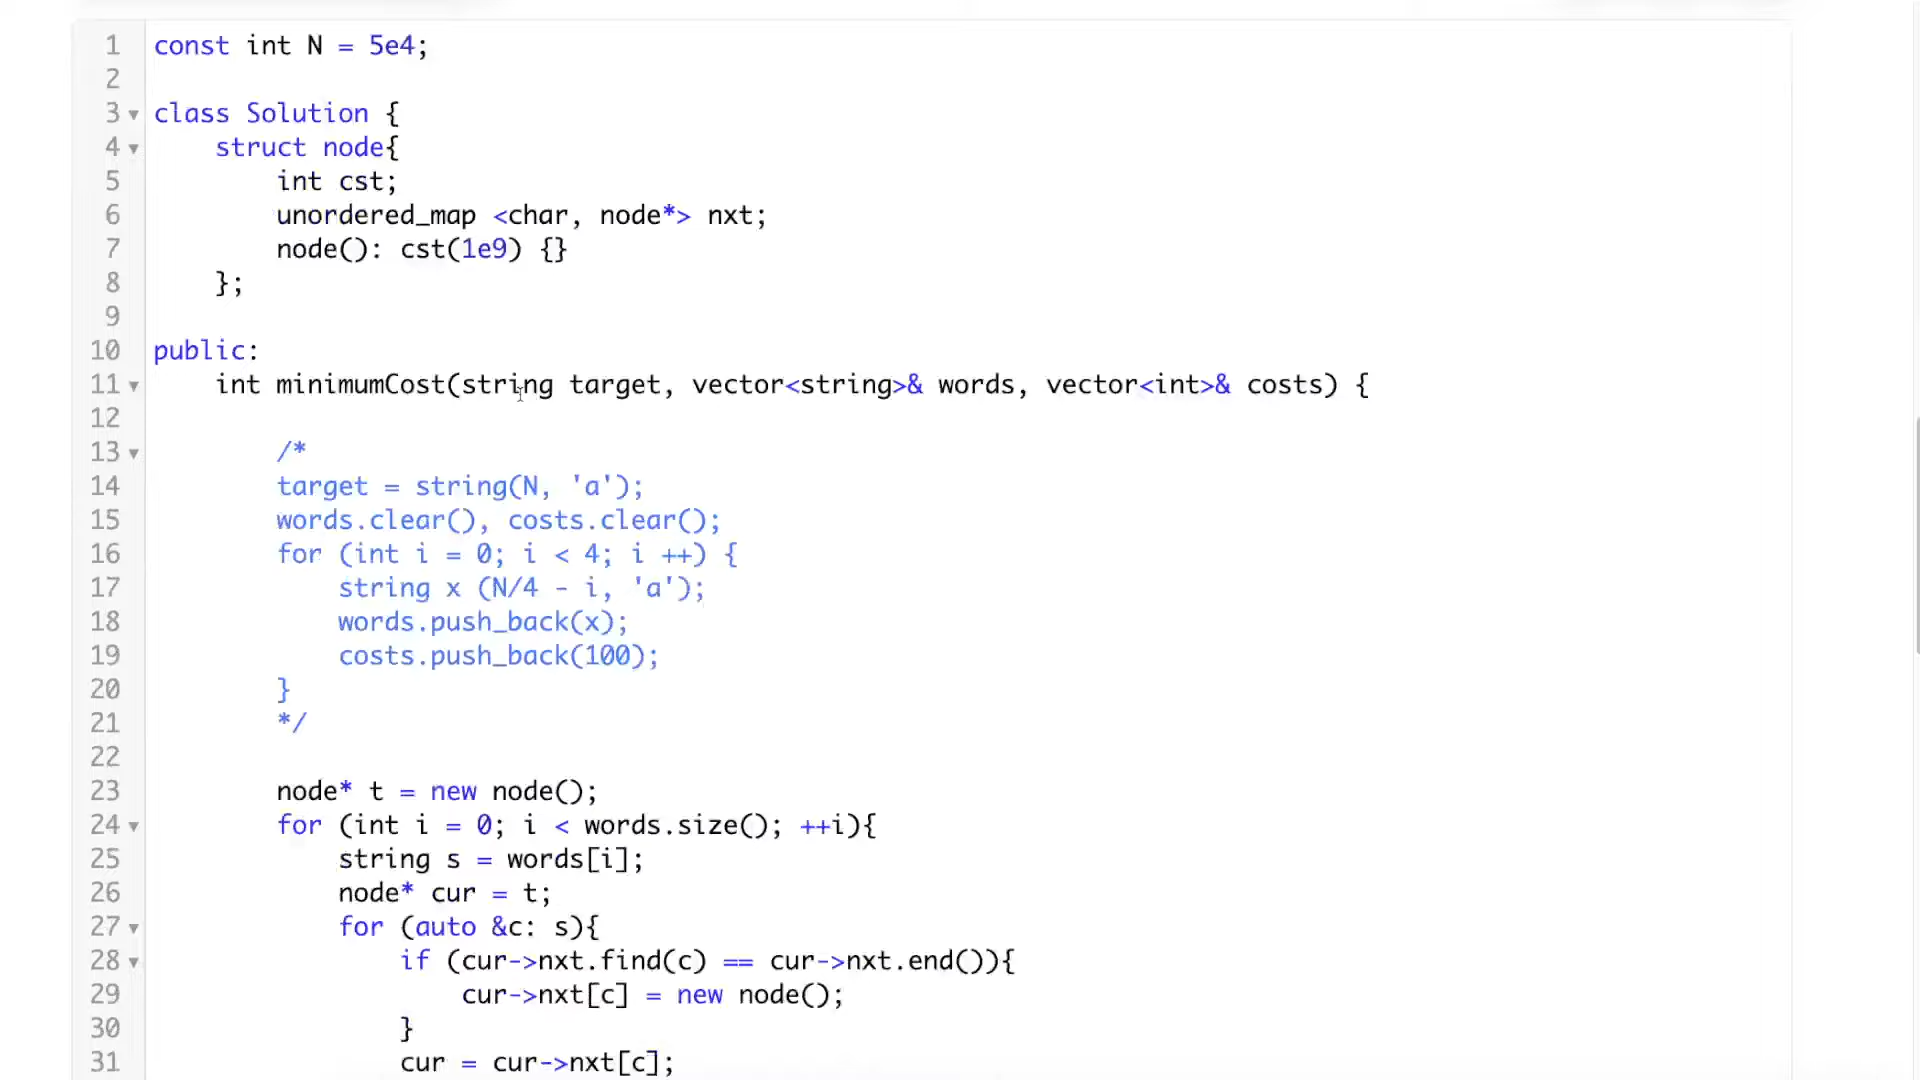 1 const int N = 5e4;
2
3 class Solution {
4 struct node{
5 int cst;
6 unordered_map <char, node*> nxt;
7 node(): cst(1e9) {}
8 };
9
10 public:
11 int minimumCost(string target, vector<string>& words, vector<int>& costs) {
12
13 /*
14 target = string(N, 'a');
15 words.clear(), costs.clear();
16 for (int i = 0; i < 4; i ++) {
17 string x (N/4 - i, 'a');
18 words.push_back(x);
19 costs.push_back(100);
20 }
21 */
22
23 node* t = new node();
24 for (int i = 0; i < words.size(); ++i){
25 string s = words[i];
26 node* cur = t;
27 for (auto &c: s){
28 if (cur->nxt.find(c) == cur->nxt.end()){
29 cur->nxt[c] = new node();
30 }
31 cur = cur->nxt[c];